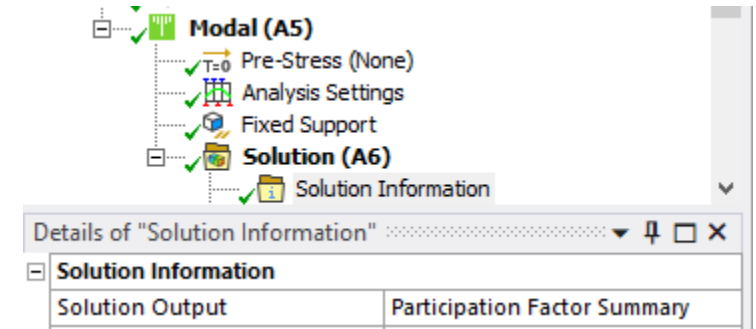 Modal (A5)
T=0 Pre-Stress (None)
Analysis Settings
Fixed Support
Solution (A6)
i Solution Information
Details of "Solution Information"
Solution Information
Solution Output Participation Factor Summary